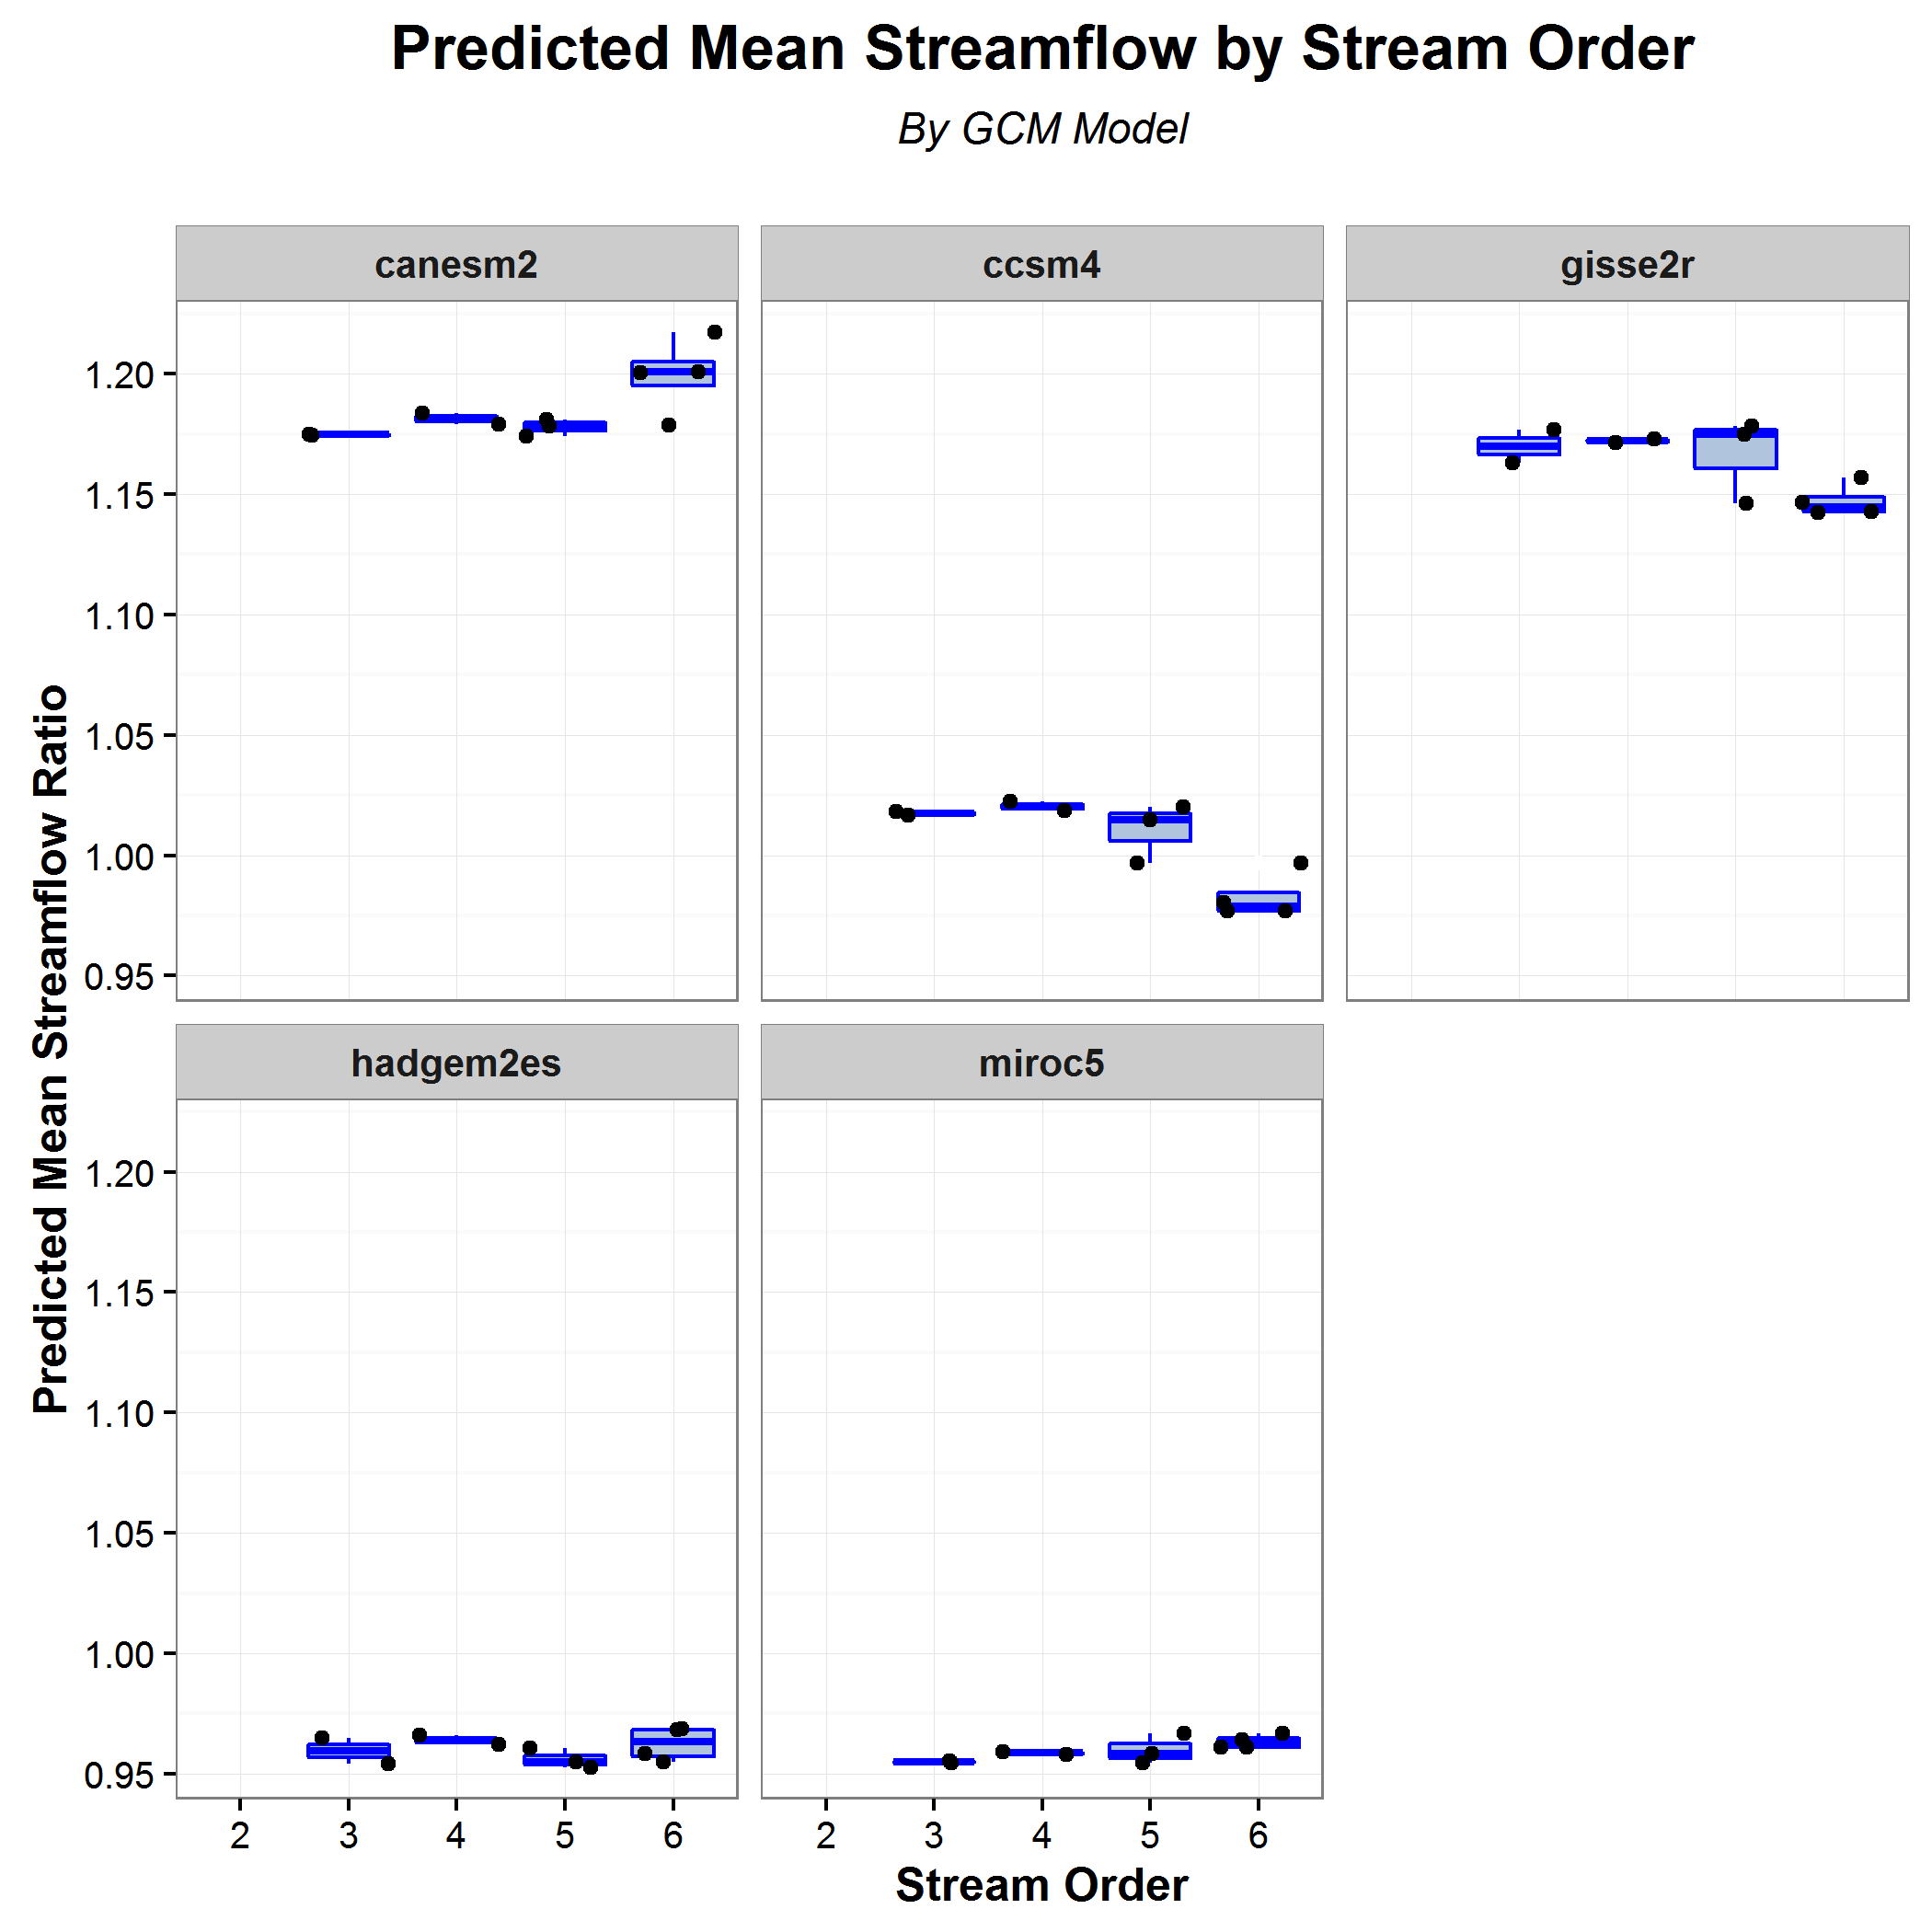 Predicted Mean Streamflow by Stream Order
By GCM Model
Predicted Mean Streamflow Ratio
canesm2
ccsm4
gisse2r
1.20
1.15
1.10
1.05
1.00
0.95
hadgem2es
miroc5
1.20
1.15
1.10
1.05
1.00
0.95
2 3 4 5 6
2 3 4 5 6
Stream Order